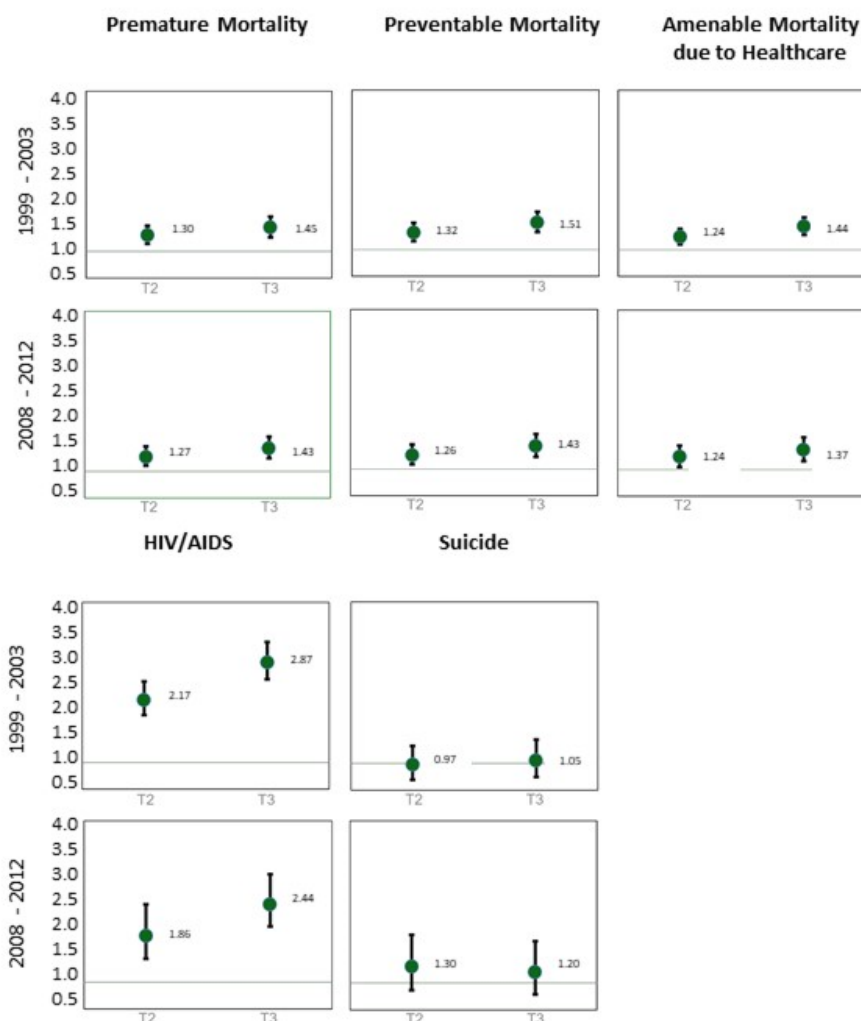 Premature Mortality
Preventable Mortality
Amenable Mortality
due to Healthcare
1999 - 2003
4.0
3.5
3.0
2.5
2.0
1.5
1.0
0.5
1.30
1.45
T2
T3
1.32
1.51
T2
T3
1.24
1.44
T2
T3
2008 - 2012
4.0
3.5
3.0
2.5
2.0
1.5
1.0
0.5
1.27
1.43
T2
T3
1.26
1.43
T2
T3
1.24
1.37
T2
T3
HIV/AIDS
Suicide
1999 - 2003
4.0
3.5
3.0
2.5
2.0
1.5
1.0
0.5
2.17
2.87
T2
T3
0.97
1.05
T2
T3
2008 - 2012
4.0
3.5
3.0
2.5
2.0
1.5
1.0
0.5
1.86
2.44
T2
T3
1.30
1.20
T2
T3